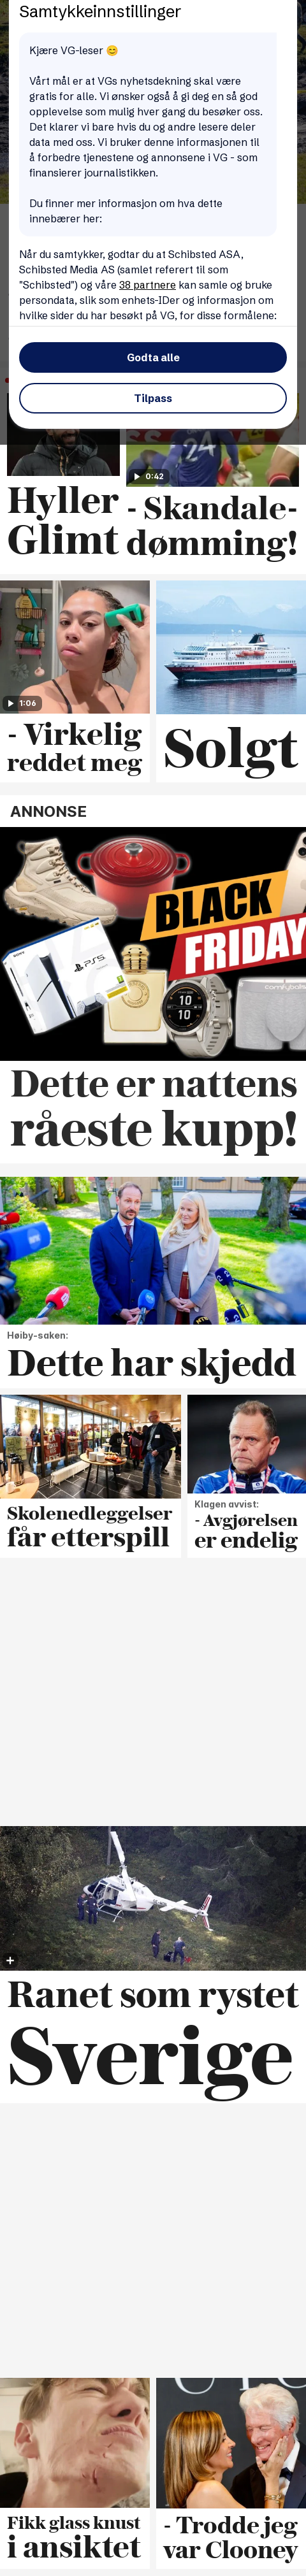 Samtykkeinnstillinger
Kjære VG-leser 😊
Vårt mål er at VGs nyhetsdekning skal være
gratis for alle. Vi ønsker også å gi deg en så god
opplevelse som mulig hver gang du besøker oss.
Det klarer vi bare hvis du og andre lesere deler
data med oss. Vi bruker denne informasjonen til
å forbedre tjenestene og annonsene i VG - som
finansierer journalistikken.
Du finner mer informasjon om hva dette
innebærer her:
Når du samtykker, godtar du at Schibsted ASA,
Schibsted Media AS (samlet referert til som
”Schibsted”) og våre 38 partnere kan samle og bruke
persondata, slik som enhets-IDer og informasjon om
hvilke sider du har besøkt på VG, for disse formålene:
Godta alle
Tilpass
0:42
Hyller
Glimt
- Skandale-
dømming!
1:06
- Virkelig
reddet meg
Solgt
ANNONSE
BLACK
FRIDAY
PS5
Dette er nattens
råeste kupp!
Høiby-saken:
Dette har skjedd
Skolenedleggelser
får etterspill
Klagen avvist:
- Avgjørelsen
er endelig
Ranet som rystet
Sverige
Fikk glass knust
i ansiktet
- Trodde jeg
var Clooney